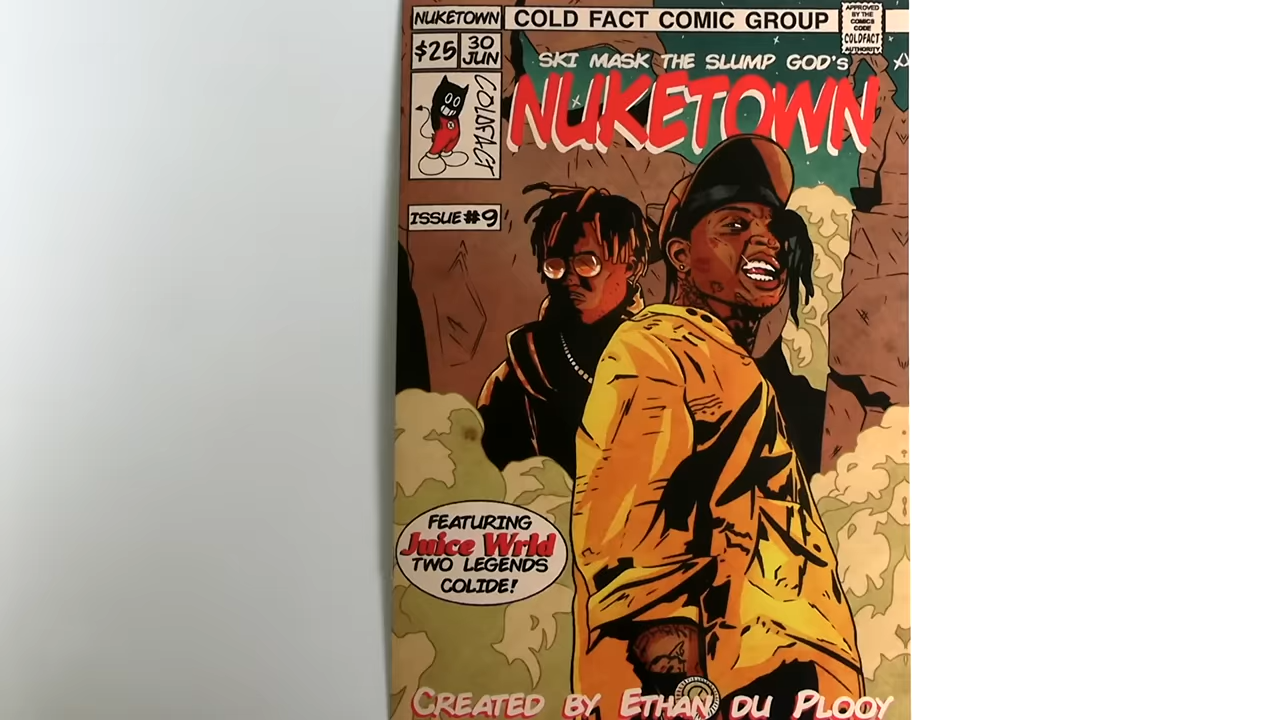 NUKETOWN
COLD FACT COMIC GROUP
APPROVED
BY THE
COMICS
CODE
COLDFACT
AUTHORITY
$25
30
JUN
COLDFACT
SKI MASK THE SLUMP GOD'S
NUKETOWN
ISSUE #9
FEATURING
Juice Wrld
TWO LEGENDS
COLIDE!
CREATED BY ETHAN DU PLOOY